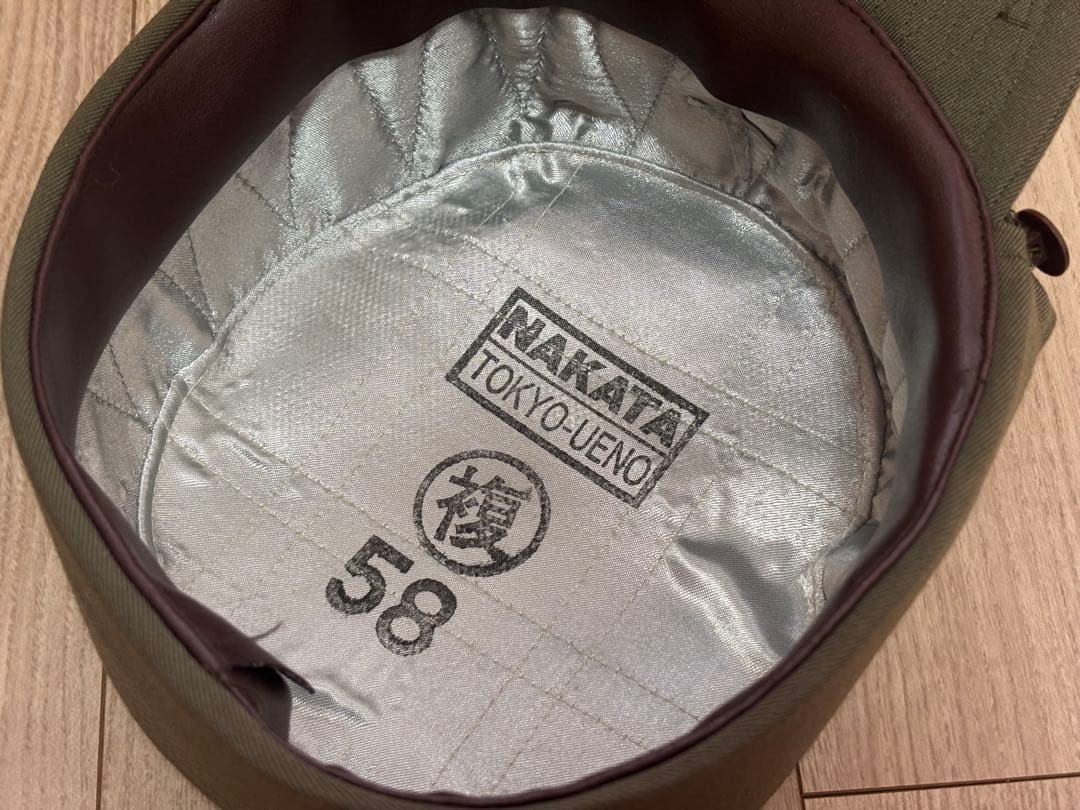 NAKATA
TOKYO-UENO
複
58